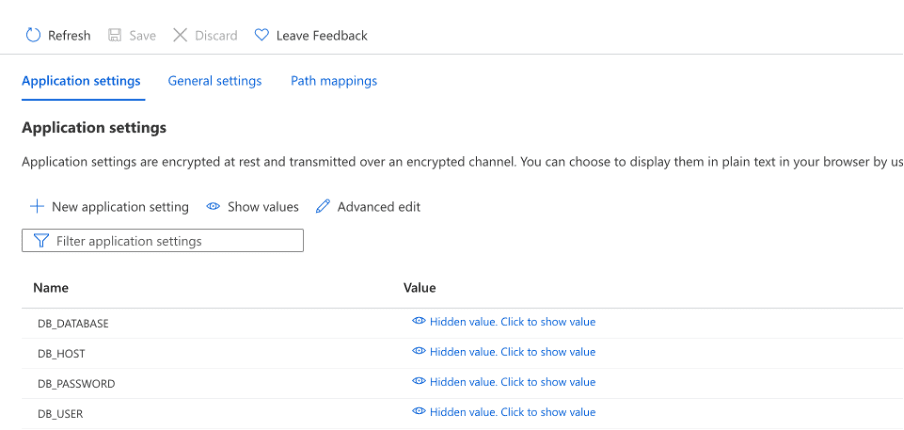 Refresh Save Discard Leave Feedback
Application settings General settings Path mappings
Application settings
Application settings are encrypted at rest and transmitted over an encrypted channel. You can choose to display them in plain text in your browser by us
New application setting Show values Advanced edit
Filter application settings
Name Value
DB_DATABASE Hidden value. Click to show value
DB_HOST Hidden value. Click to show value
DB_PASSWORD Hidden value. Click to show value
DB_USER Hidden value. Click to show value